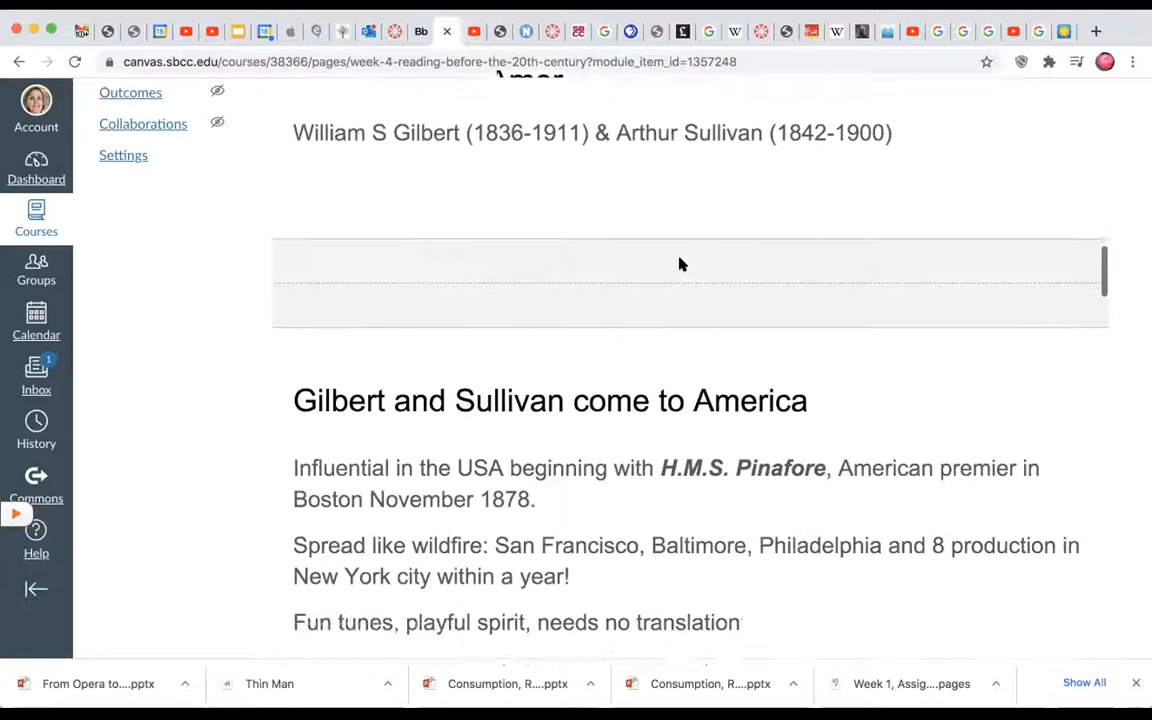 Bb
canvas.sbcc.edu/courses/38366/pages/week-4-reading-before-the-20th-century?module_item_id=1357248
Account
Dashboard
Courses
Groups
Calendar
1
Inbox
History
Commons
Help
Outcomes
Collaborations
Settings
William S Gilbert (1836-1911) & Arthur Sullivan (1842-1900)
Gilbert and Sullivan come to America
Influential in the USA beginning with H.M.S. Pinafore, American premier in
Boston November 1878.
Spread like wildfire: San Francisco, Baltimore, Philadelphia and 8 production in
New York city within a year!
Fun tunes, playful spirit, needs no translation
From Opera to....pptx
Thin Man
Consumption, R....pptx
Consumption, R....pptx
Week 1, Assig....pages
Show All